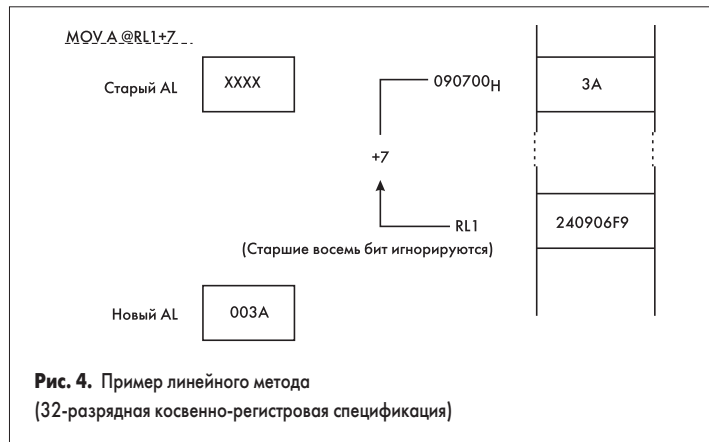 MOV A @RL1+7
Старый AL
XXXX
090700H
3A
+7
RL1
240906F9
(Старшие восемь бит игнорируются)
Новый AL
003A
Рис. 4. Пример линейного метода
(32-разрядная косвенно-регистровая спецификация)